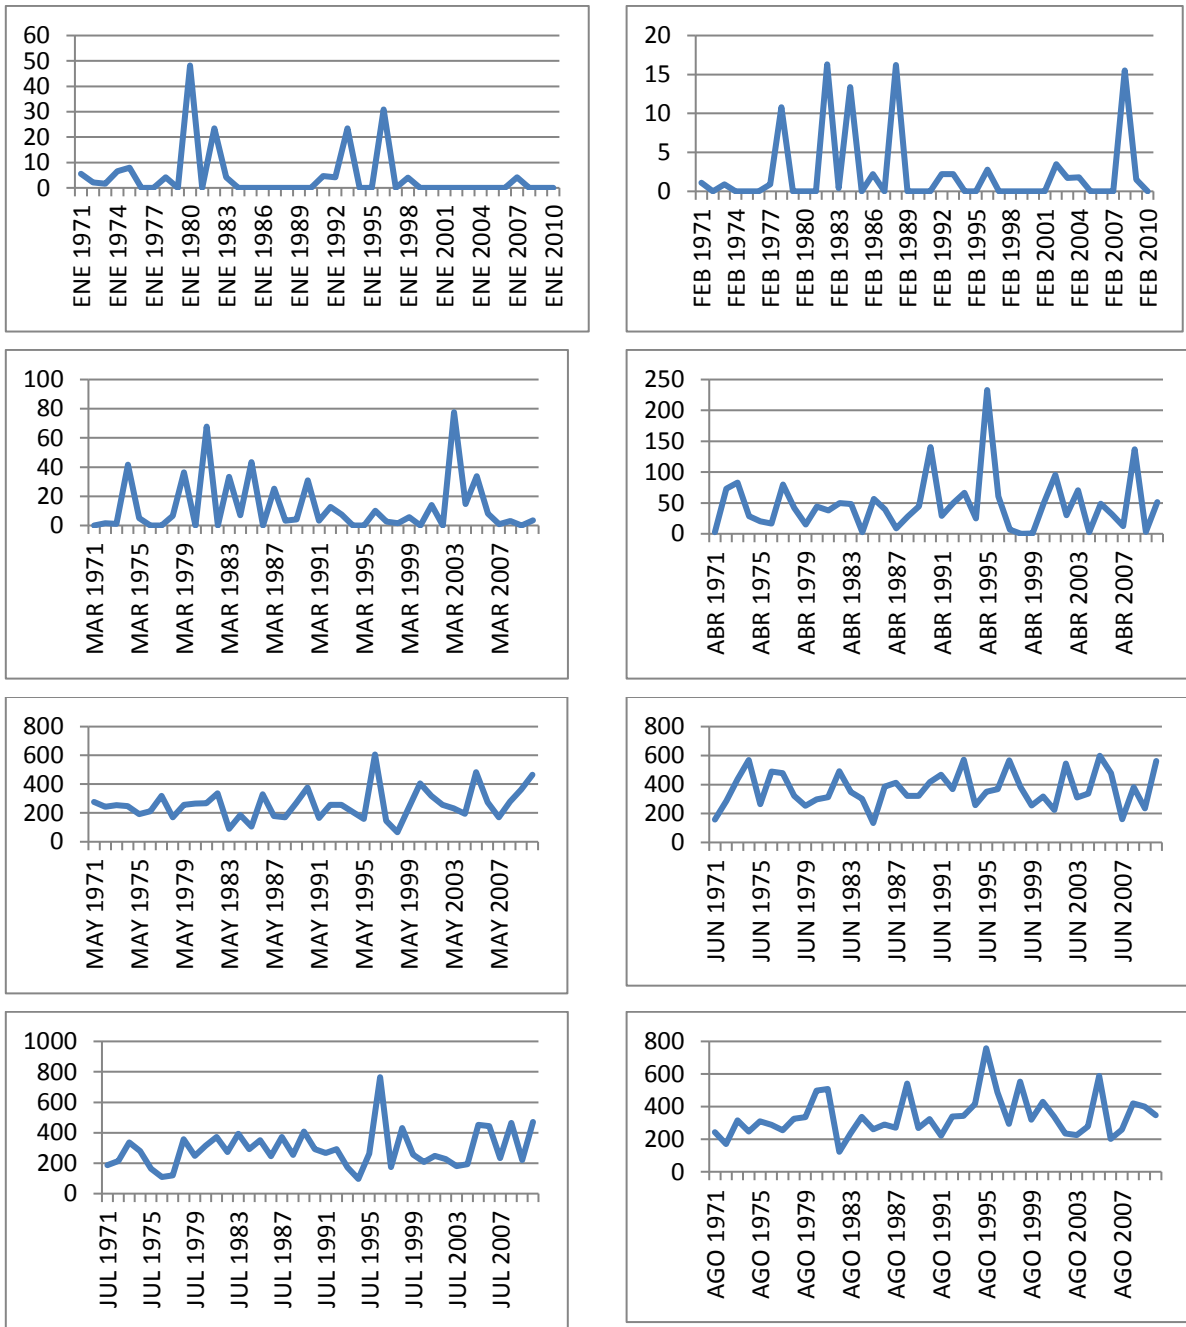 60
50
40
30
20
10
0
ENE 1971
ENE 1974
ENE 1977
ENE 1980
ENE 1983
ENE 1986
ENE 1989
ENE 1992
ENE 1995
ENE 1998
ENE 2001
ENE 2004
ENE 2007
ENE 2010
20
15
10
5
0
FEB 1971
FEB 1974
FEB 1977
FEB 1980
FEB 1983
FEB 1986
FEB 1989
FEB 1992
FEB 1995
FEB 1998
FEB 2001
FEB 2004
FEB 2007
FEB 2010
100
80
60
40
20
0
MAR 1971
MAR 1975
MAR 1979
MAR 1983
MAR 1987
MAR 1991
MAR 1995
MAR 1999
MAR 2003
MAR 2007
250
200
150
100
50
0
ABR 1971
ABR 1975
ABR 1979
ABR 1983
ABR 1987
ABR 1991
ABR 1995
ABR 1999
ABR 2003
ABR 2007
800
600
400
200
0
MAY 1971
MAY 1975
MAY 1979
MAY 1983
MAY 1987
MAY 1991
MAY 1995
MAY 1999
MAY 2003
MAY 2007
800
600
400
200
0
JUN 1971
JUN 1975
JUN 1979
JUN 1983
JUN 1987
JUN 1991
JUN 1995
JUN 1999
JUN 2003
JUN 2007
1000
800
600
400
200
0
JUL 1971
JUL 1975
JUL 1979
JUL 1983
JUL 1987
JUL 1991
JUL 1995
JUL 1999
JUL 2003
JUL 2007
800
600
400
200
0
AGO 1971
AGO 1975
AGO 1979
AGO 1983
AGO 1987
AGO 1991
AGO 1995
AGO 1999
AGO 2003
AGO 2007